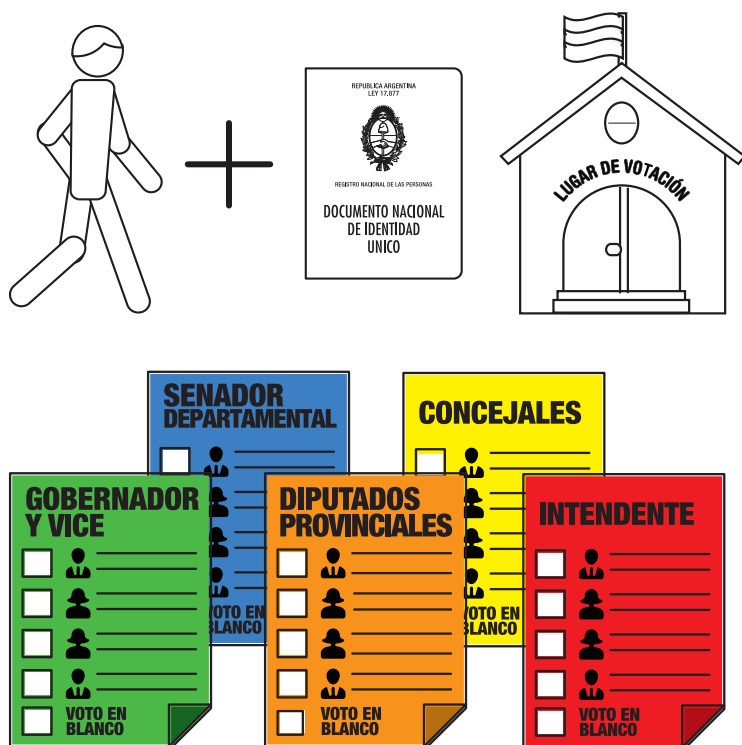 REPUBLICA ARGENTINA
LEY 17.877
REGISTRO NACIONAL DE LAS PERSONAS
DOCUMENTO NACIONAL
DE IDENTIDAD
UNICO
LUGAR DE VOTACIÓN
SENADOR
DEPARTAMENTAL
VOTO EN
BLANCO
CONCEJALES
VOTO EN
BLANCO
GOBERNADOR
Y VICE
VOTO EN
BLANCO
DIPUTADOS
PROVINCIALES
VOTO EN
BLANCO
INTENDENTE
VOTO EN
BLANCO